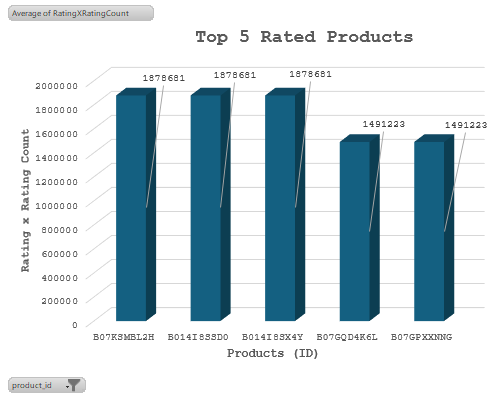 Average of RatingXRatingCount
Top 5 Rated Products
1878681
1878681
1878681
1491223
1491223
2000000
1800000
1600000
1400000
1200000
1000000
800000
600000
400000
200000
0
Rating x Rating Count
B07KSMBL2H B014I8SSD0 B014I8SX4Y B07GQD4K6L B07GPXXNNG
Products (ID)
product_id